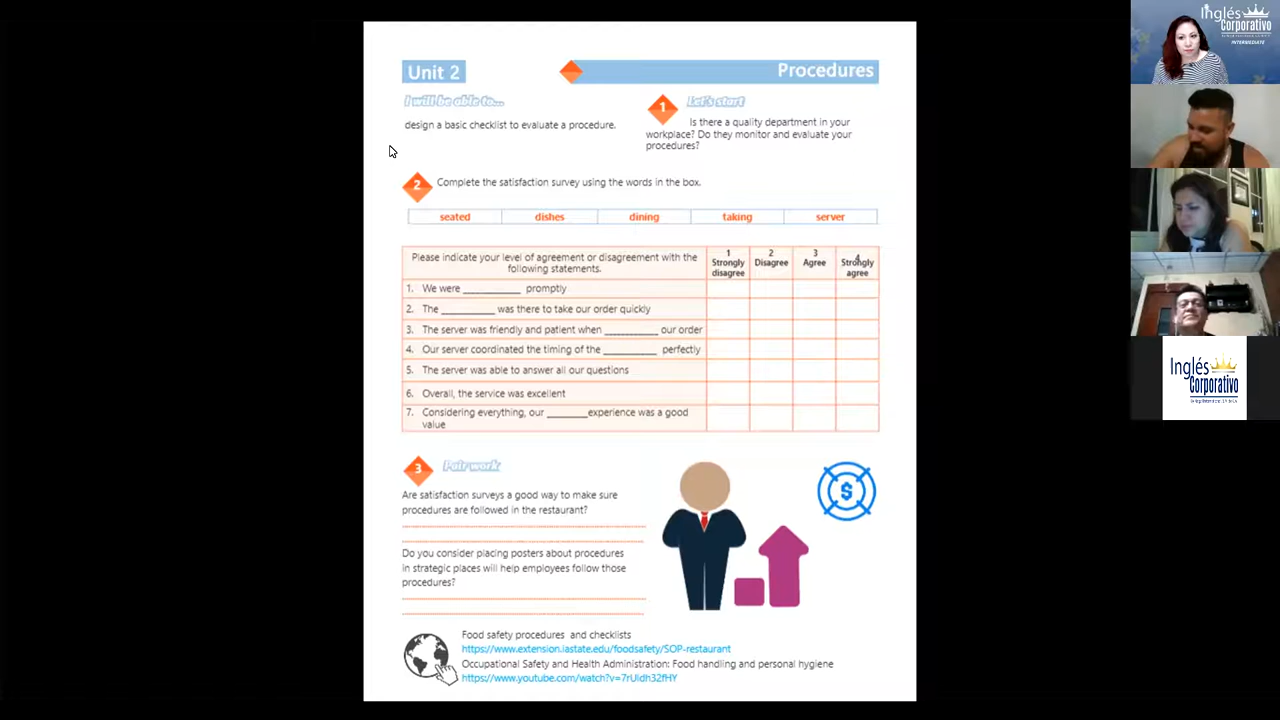 Unit 2
Procedures
I will be able to...
design a basic checklist to evaluate a procedure.
1
Let's start
Is there a quality department in your
workplace? Do they monitor and evaluate your
procedures?
2
Complete the satisfaction survey using the words in the box.
seated dishes dining taking server
Please indicate your level of agreement or disagreement with the
following statements.
1
Strongly
disagree
2
Disagree
3
Agree
4
Strongly
agree
1. We were ____________ promptly
2. The ___________ was there to take our order quickly
3. The server was friendly and patient when ___________ our order
4. Our server coordinated the timing of the ___________ perfectly
5. The server was able to answer all our questions
6. Overall, the service was excellent
7. Considering everything, our ________experience was a good
value
3
Pair work
Are satisfaction surveys a good way to make sure
procedures are followed in the restaurant?
Do you consider placing posters about procedures
in strategic places will help employees follow those
procedures?
$
Food safety procedures and checklists
https://www.extension.iastate.edu/foodsafety/SOP-restaurant
Occupational Safety and Health Administration: Food handling and personal hygiene
https://www.youtube.com/watch?v=7rUldh32fHY
Inglés
Corporativo
INTERMEDIATE
Inglés
Corporativo